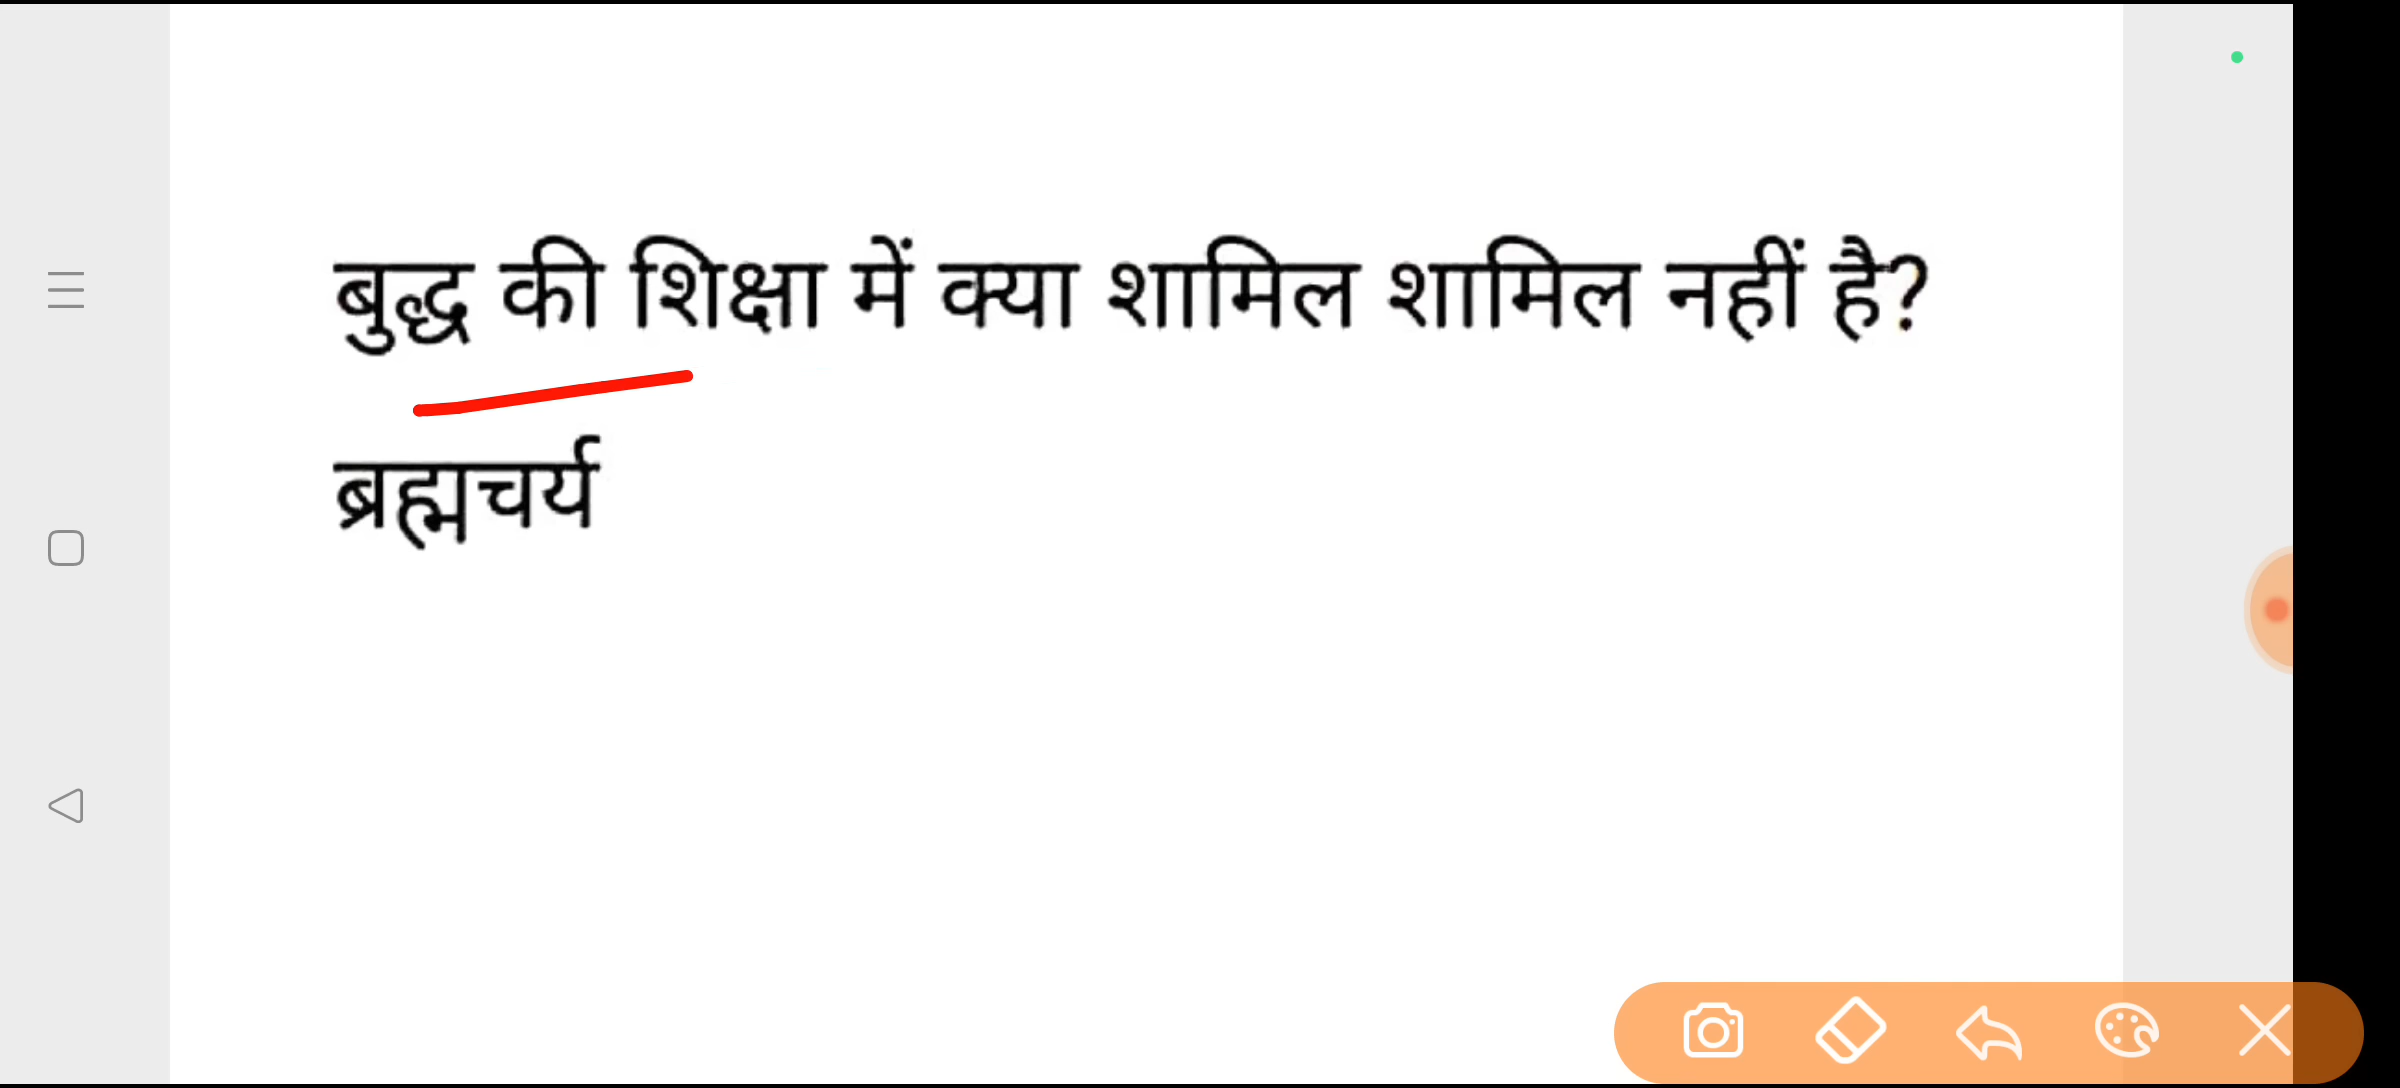 बुद्ध की शिक्षा में क्या शामिल शामिल नहीं है?
ब्रह्मचर्य